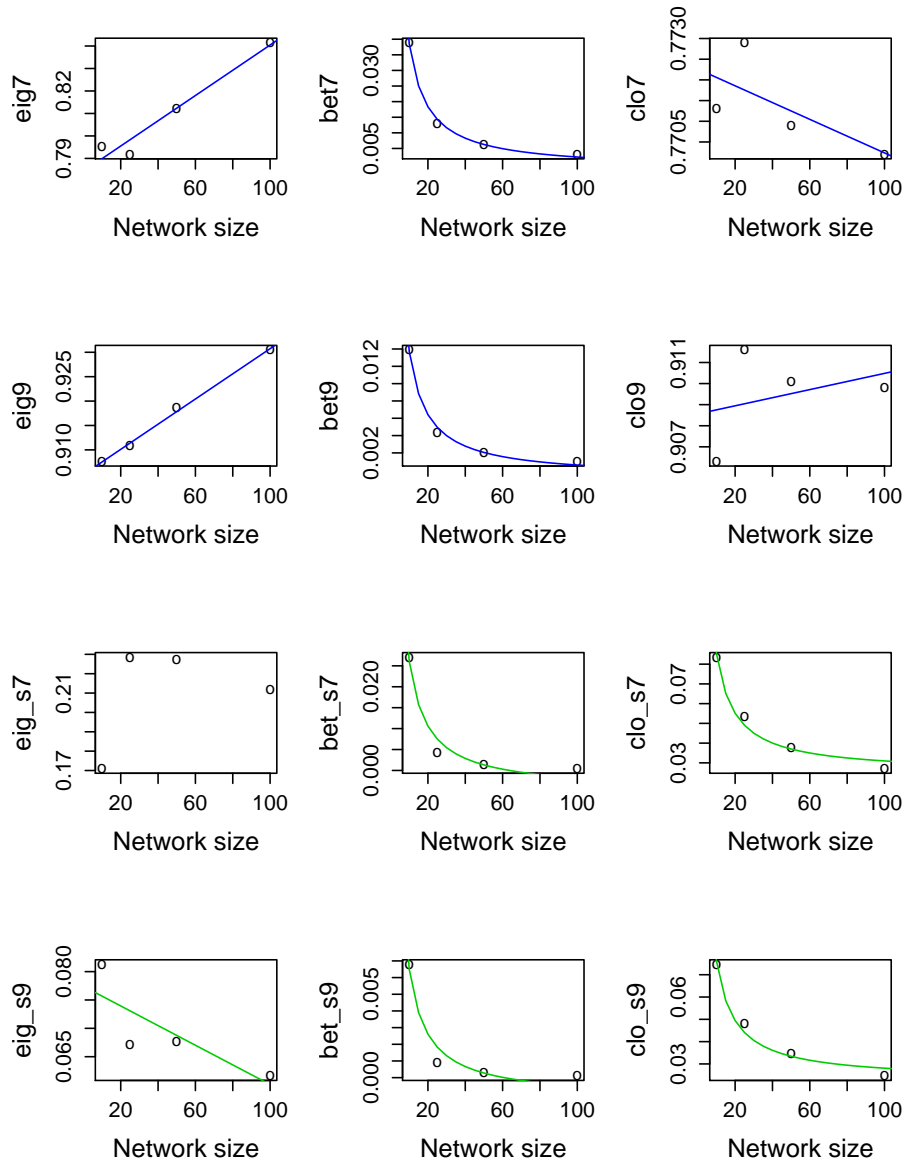 eig7
0.79 0.82
20 60 100
Network size
bet7
0.005 0.030
20 60 100
Network size
clo7
0.7705 0.7730
20 60 100
Network size
eig9
0.910 0.925
20 60 100
Network size
bet9
0.002 0.012
20 60 100
Network size
clo9
0.907 0.911
20 60 100
Network size
eig_s7
0.17 0.21
20 60 100
Network size
bet_s7
0.000 0.020
20 60 100
Network size
clo_s7
0.03 0.07
20 60 100
Network size
eig_s9
0.065 0.080
20 60 100
Network size
bet_s9
0.000 0.005
20 60 100
Network size
clo_s9
0.03 0.06
20 60 100
Network size